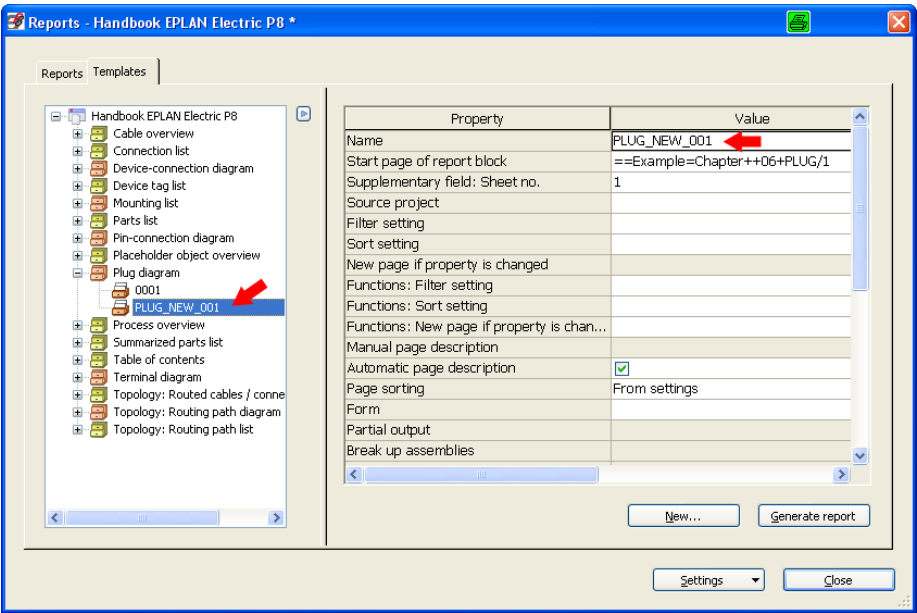 Reports - Handbook EPLAN Electric P8 *
Reports
Templates
Handbook EPLAN Electric P8
Cable overview
Connection list
Device-connection diagram
Device tag list
Mounting list
Parts list
Pin-connection diagram
Placeholder object overview
Plug diagram
0001
PLUG_NEW_001
Process overview
Summarized parts list
Table of contents
Terminal diagram
Topology: Routed cables / conne
Topology: Routing path diagram
Topology: Routing path list
Property Value
Name PLUG_NEW_001
Start page of report block ==Example=Chapter++06+PLUG/1
Supplementary field: Sheet no. 1
Source project
Filter setting
Sort setting
New page if property is changed
Functions: Filter setting
Functions: Sort setting
Functions: New page if property is chan...
Manual page description
Automatic page description
Page sorting From settings
Form
Partial output
Break up assemblies
New... Generate report
Settings Close